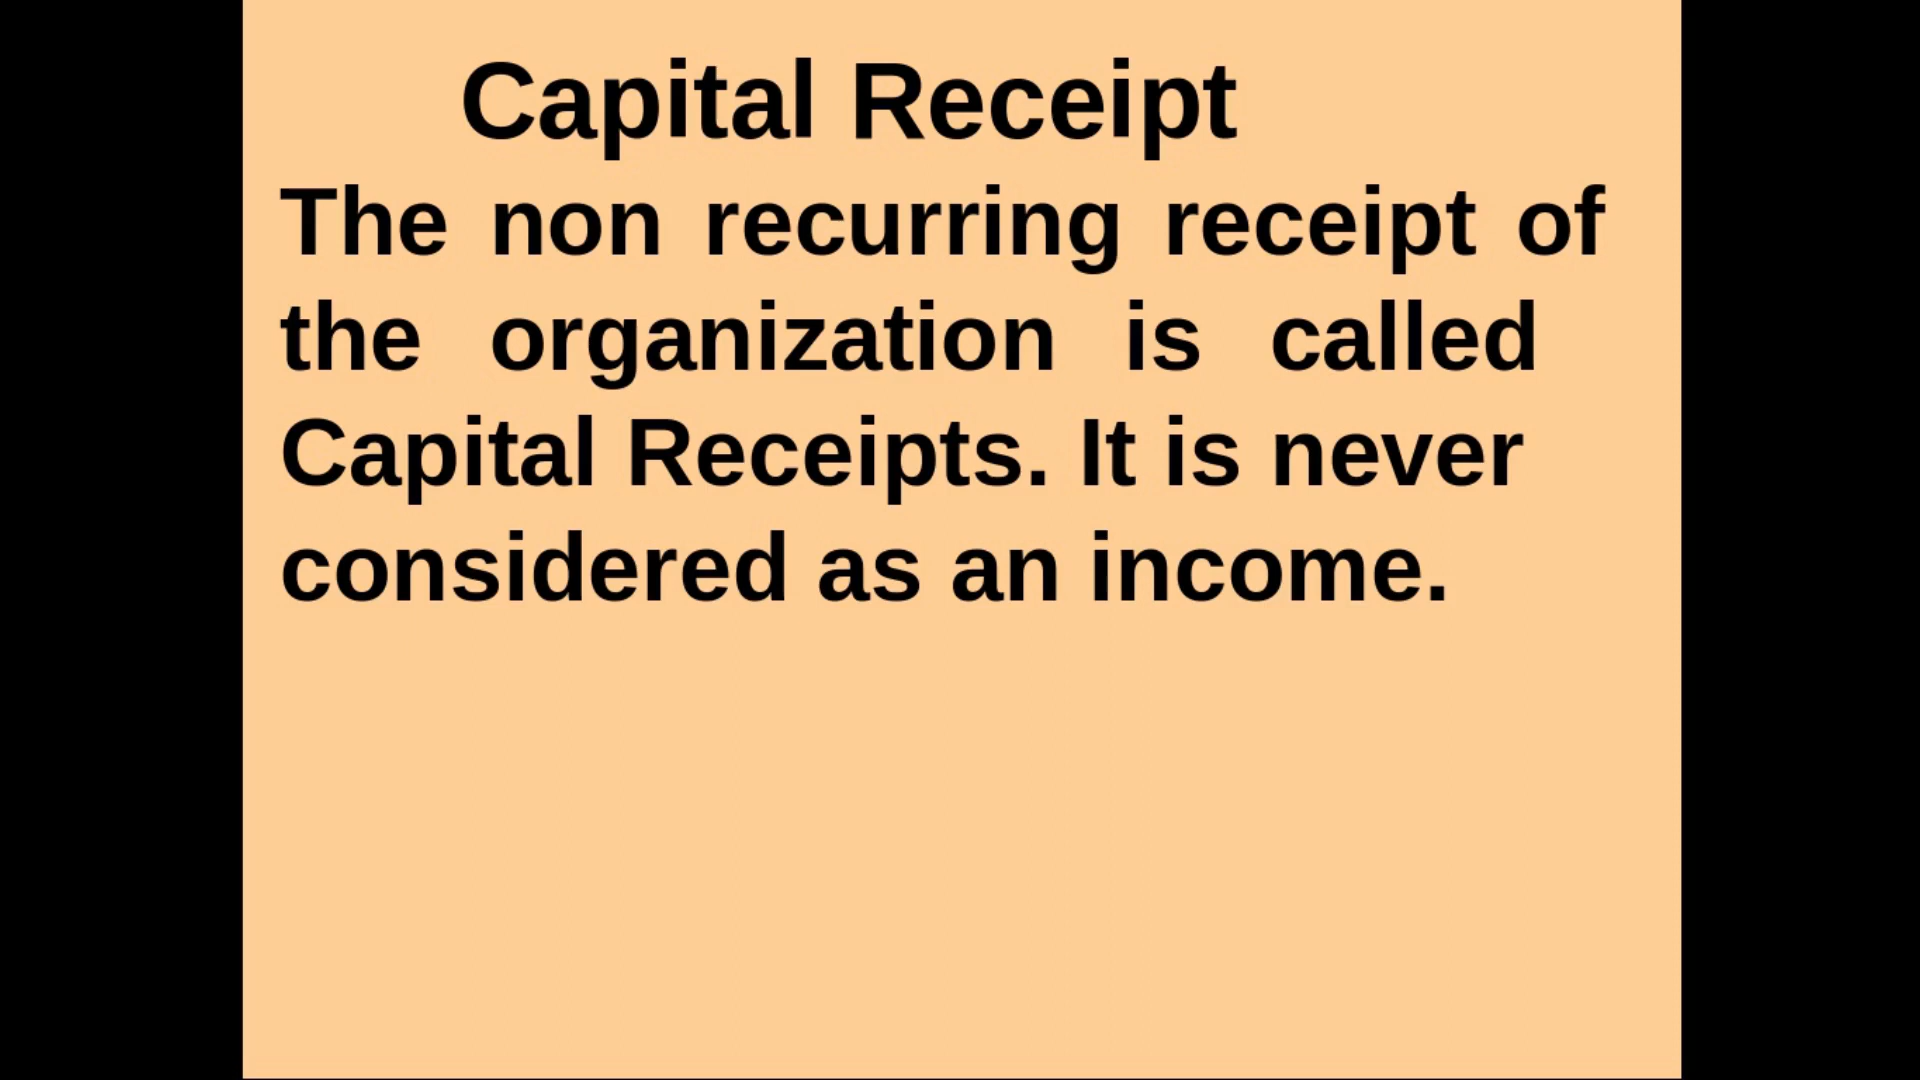 Capital Receipt
The non recurring receipt of
the organization is called
Capital Receipts. It is never
considered as an income.